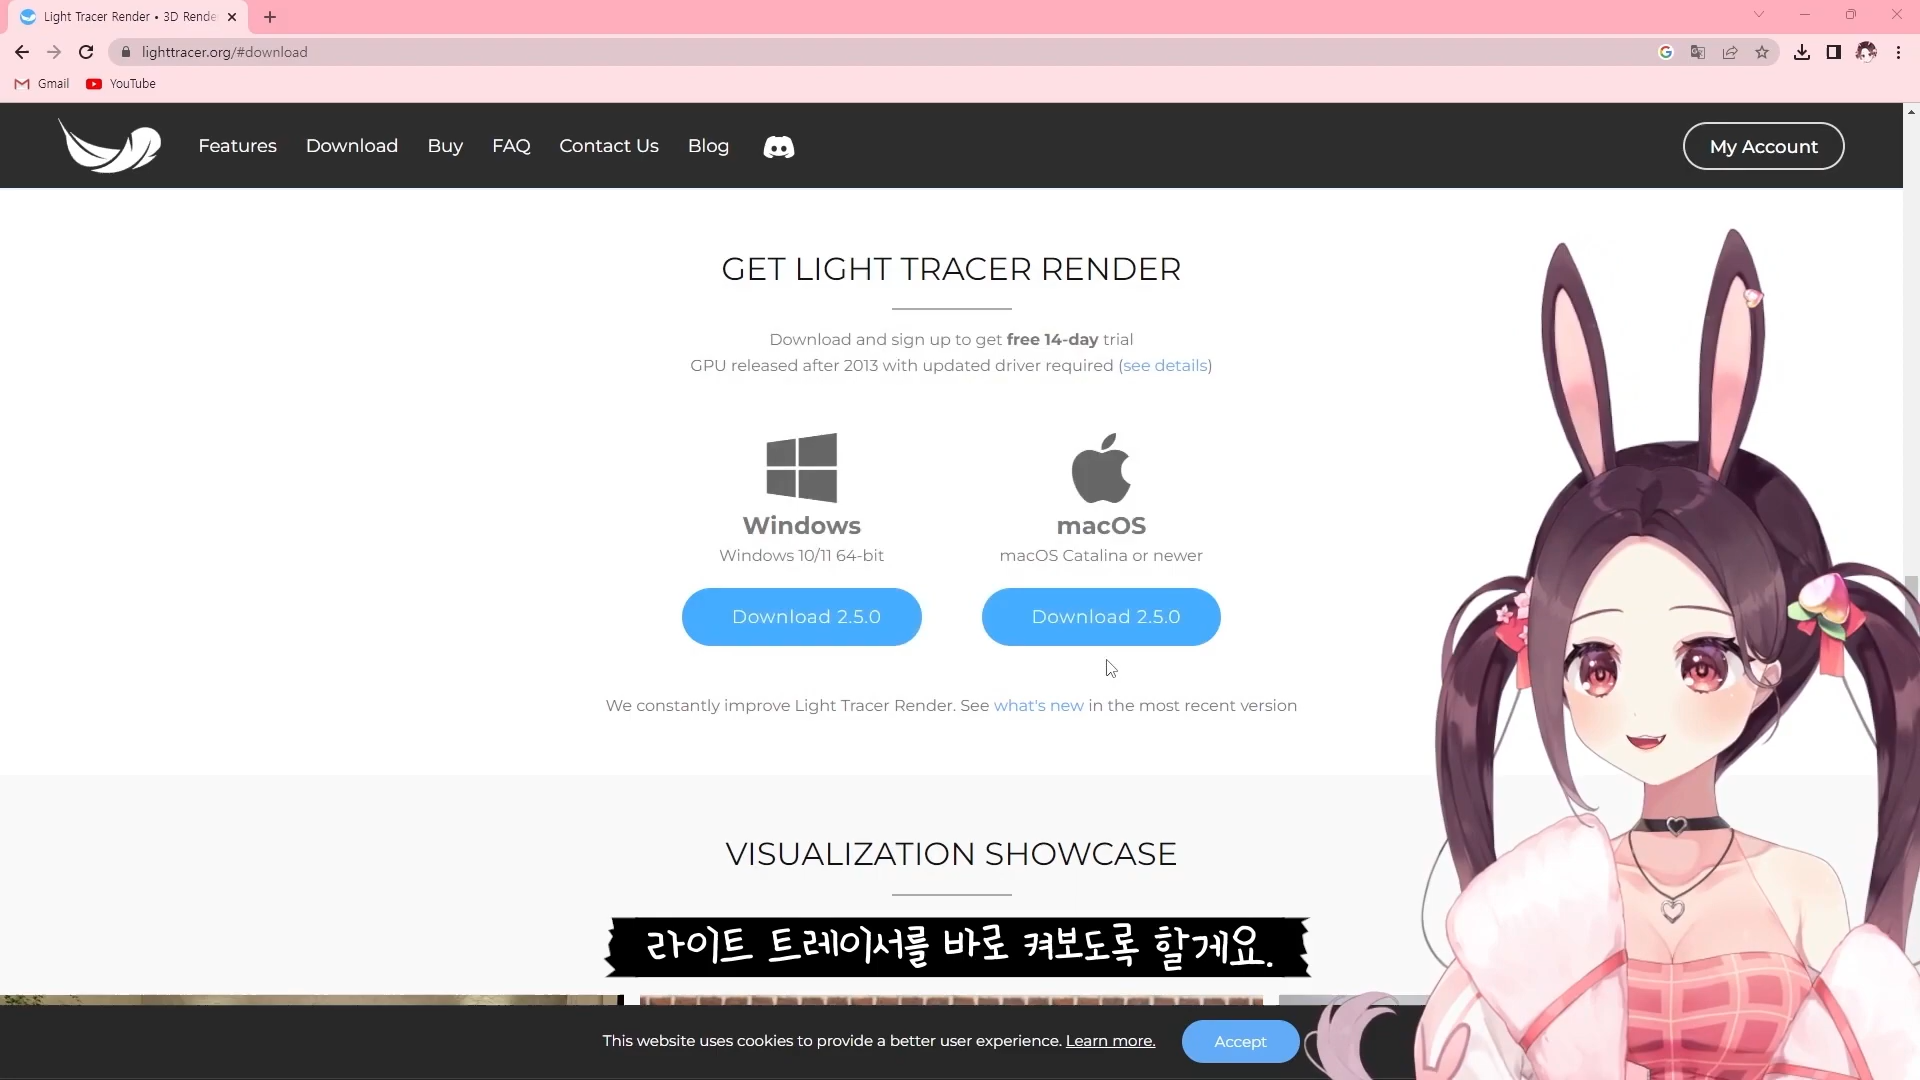 Light Tracer Render • 3D Rende
lighttracer.org/#download
Gmail
YouTube
Features
Download
Buy
FAQ
Contact Us
Blog
My Account
GET LIGHT TRACER RENDER
Download and sign up to get free 14-day trial
GPU released after 2013 with updated driver required (see details)
Windows
Windows 10/11 64-bit
Download 2.5.0
macOS
macOS Catalina or newer
Download 2.5.0
We constantly improve Light Tracer Render. See what's new in the most recent version
VISUALIZATION SHOWCASE
라이트 트레이서를 바로 켜보도록 할게요.
This website uses cookies to provide a better user experience. Learn more.
Accept